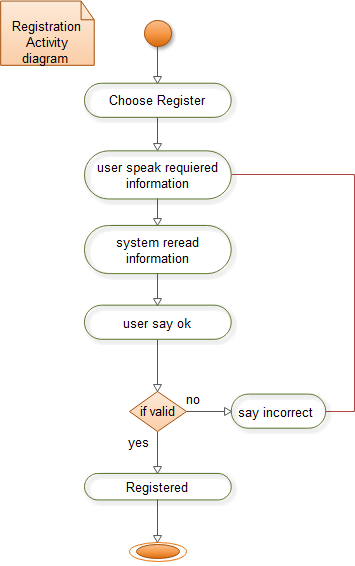 Registration
Activity
diagram
Choose Register
user speak requiered
information
system reread
information
user say ok
if valid
no
say incorrect
yes
Registered